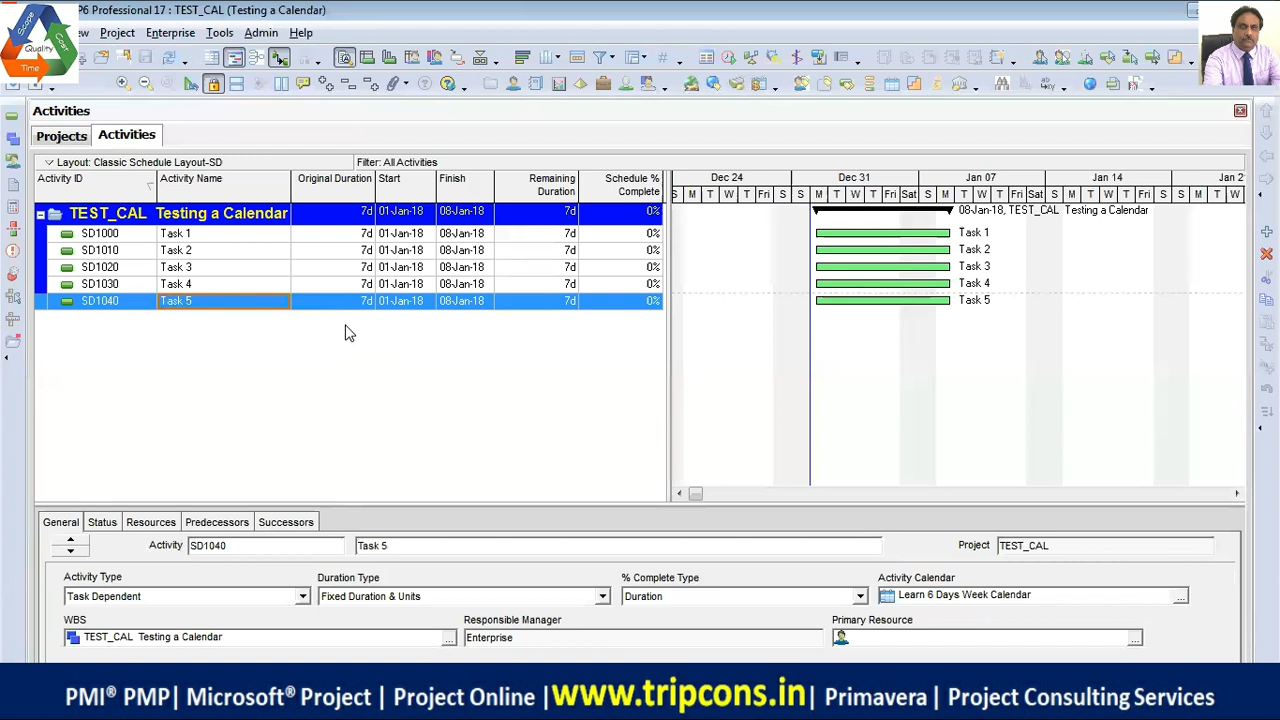 P6 Professional 17 : TEST_CAL (Testing a Calendar)
Scope
Quality
Cost
Time
Project Enterprise Tools Admin Help
Activities
Projects Activities
Layout: Classic Schedule Layout-SD Filter: All Activities
Activity ID Activity Name Original Duration Start Finish Remaining Duration Schedule % Complete
Dec 24 Dec 31 Jan 07 Jan 14 Jan 2
S M T W T Fri S S M T W T Fri Sat S M T W T Fri Sat S M T W T Fri S S M T W
TEST_CAL Testing a Calendar 7d 01-Jan-18 08-Jan-18 7d 0% 08-Jan-18, TEST_CAL Testing a Calendar
SD1000 Task 1 7d 01-Jan-18 08-Jan-18 7d 0% Task 1
SD1010 Task 2 7d 01-Jan-18 08-Jan-18 7d 0% Task 2
SD1020 Task 3 7d 01-Jan-18 08-Jan-18 7d 0% Task 3
SD1030 Task 4 7d 01-Jan-18 08-Jan-18 7d 0% Task 4
SD1040 Task 5 7d 01-Jan-18 08-Jan-18 7d 0% Task 5
General Status Resources Predecessors Successors
Activity SD1040 Task 5 Project TEST_CAL
Activity Type Duration Type % Complete Type Activity Calendar
Task Dependent Fixed Duration & Units Duration Learn 6 Days Week Calendar ...
WBS Responsible Manager Primary Resource
TEST_CAL Testing a Calendar ... Enterprise ...
PMI® PMP| Microsoft® Project | Project Online |www.tripcons.in| Primavera | Project Consulting Services